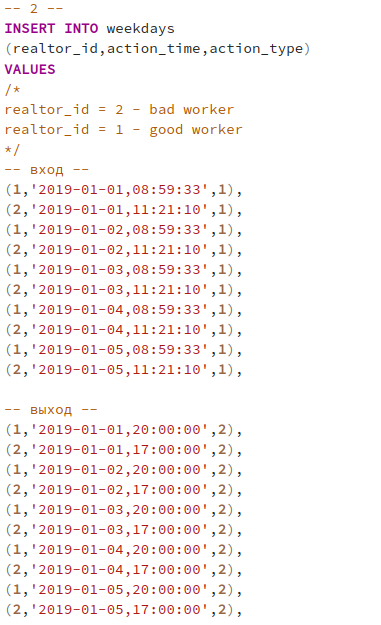 -- 2 --
INSERT INTO weekdays
(realtor_id,action_time,action_type)
VALUES
/*
realtor_id = 2 - bad worker
realtor_id = 1 - good worker
*/
-- вход --
(1,'2019-01-01,08:59:33',1),
(2,'2019-01-01,11:21:10',1),
(1,'2019-01-02,08:59:33',1),
(2,'2019-01-02,11:21:10',1),
(1,'2019-01-03,08:59:33',1),
(2,'2019-01-03,11:21:10',1),
(1,'2019-01-04,08:59:33',1),
(2,'2019-01-04,11:21:10',1),
(1,'2019-01-05,08:59:33',1),
(2,'2019-01-05,11:21:10',1),
-- выход --
(1,'2019-01-01,20:00:00',2),
(2,'2019-01-01,17:00:00',2),
(1,'2019-01-02,20:00:00',2),
(2,'2019-01-02,17:00:00',2),
(1,'2019-01-03,20:00:00',2),
(2,'2019-01-03,17:00:00',2),
(1,'2019-01-04,20:00:00',2),
(2,'2019-01-04,17:00:00',2),
(1,'2019-01-05,20:00:00',2),
(2,'2019-01-05,17:00:00',2),